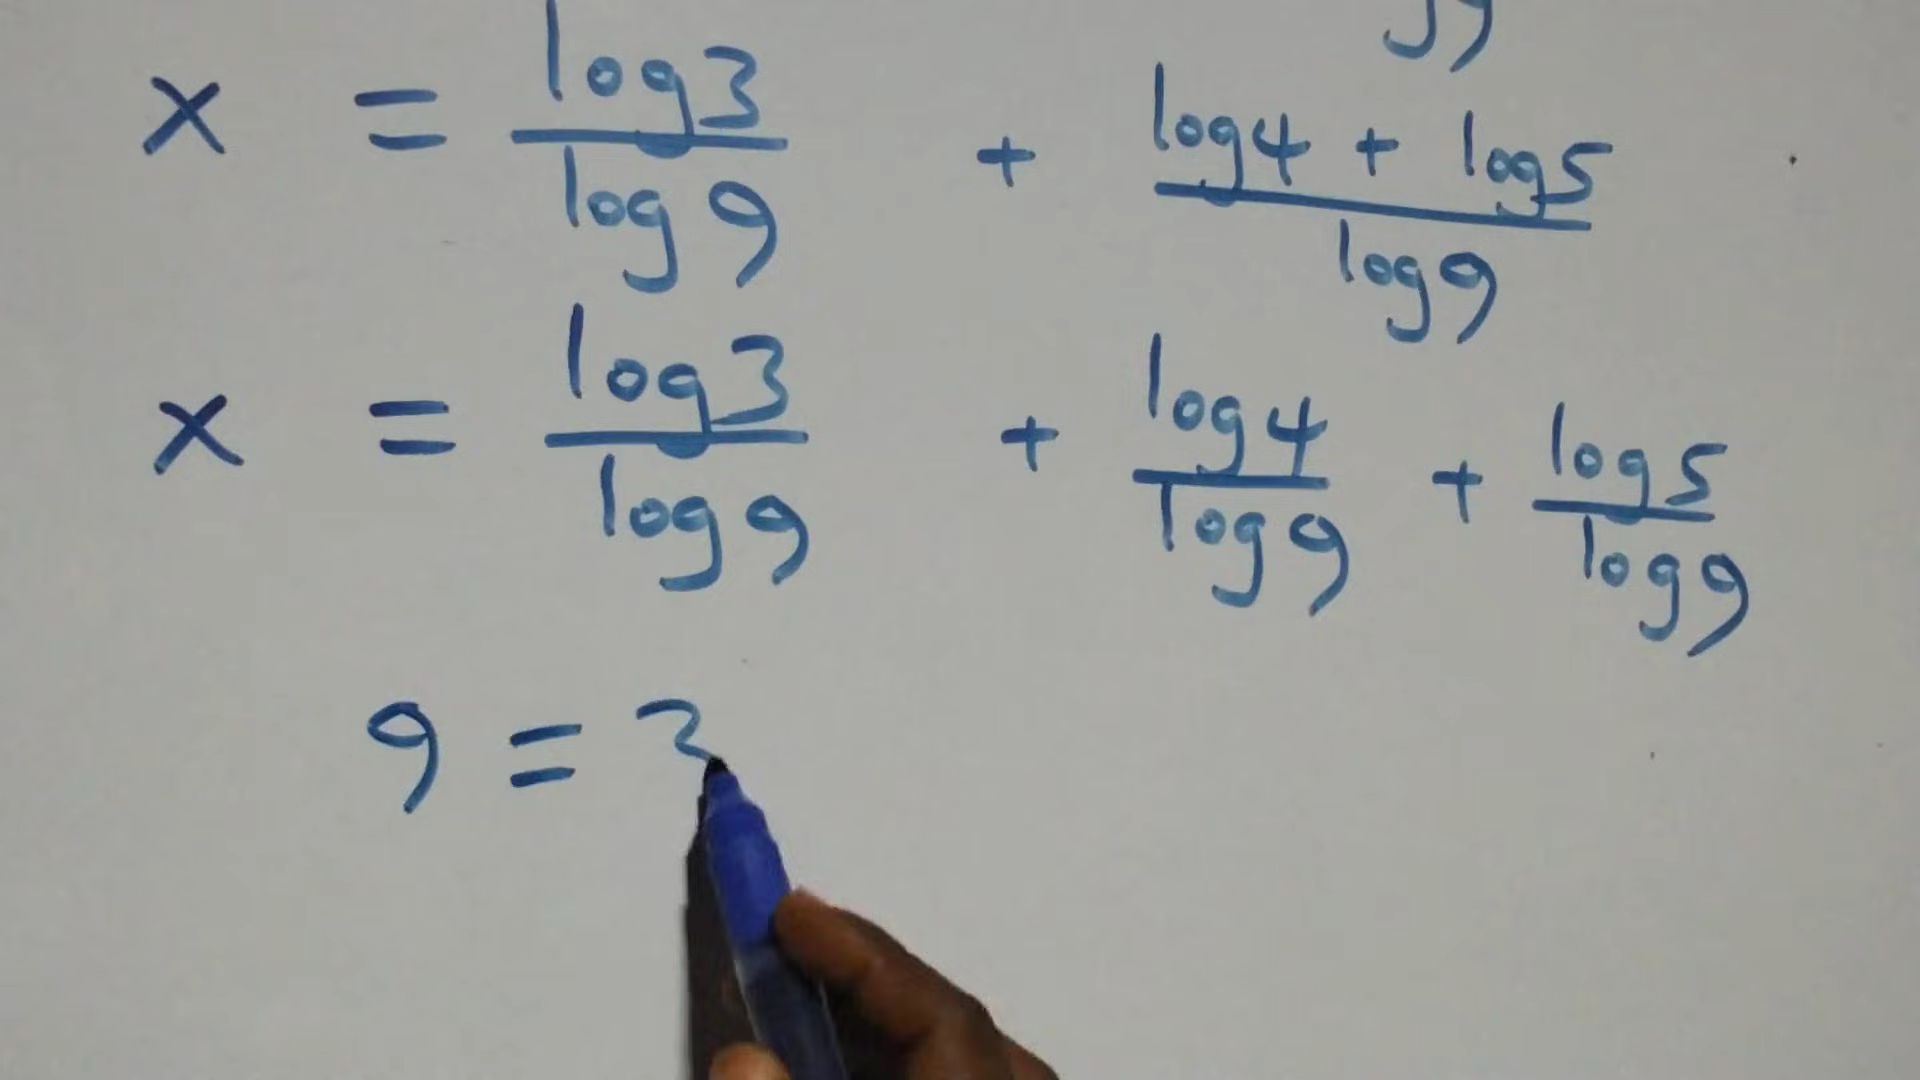 x = log3/log9 + (log4 + log5)/log9
x = log3/log9 + log4/log9 + log5/log9
9 = 3